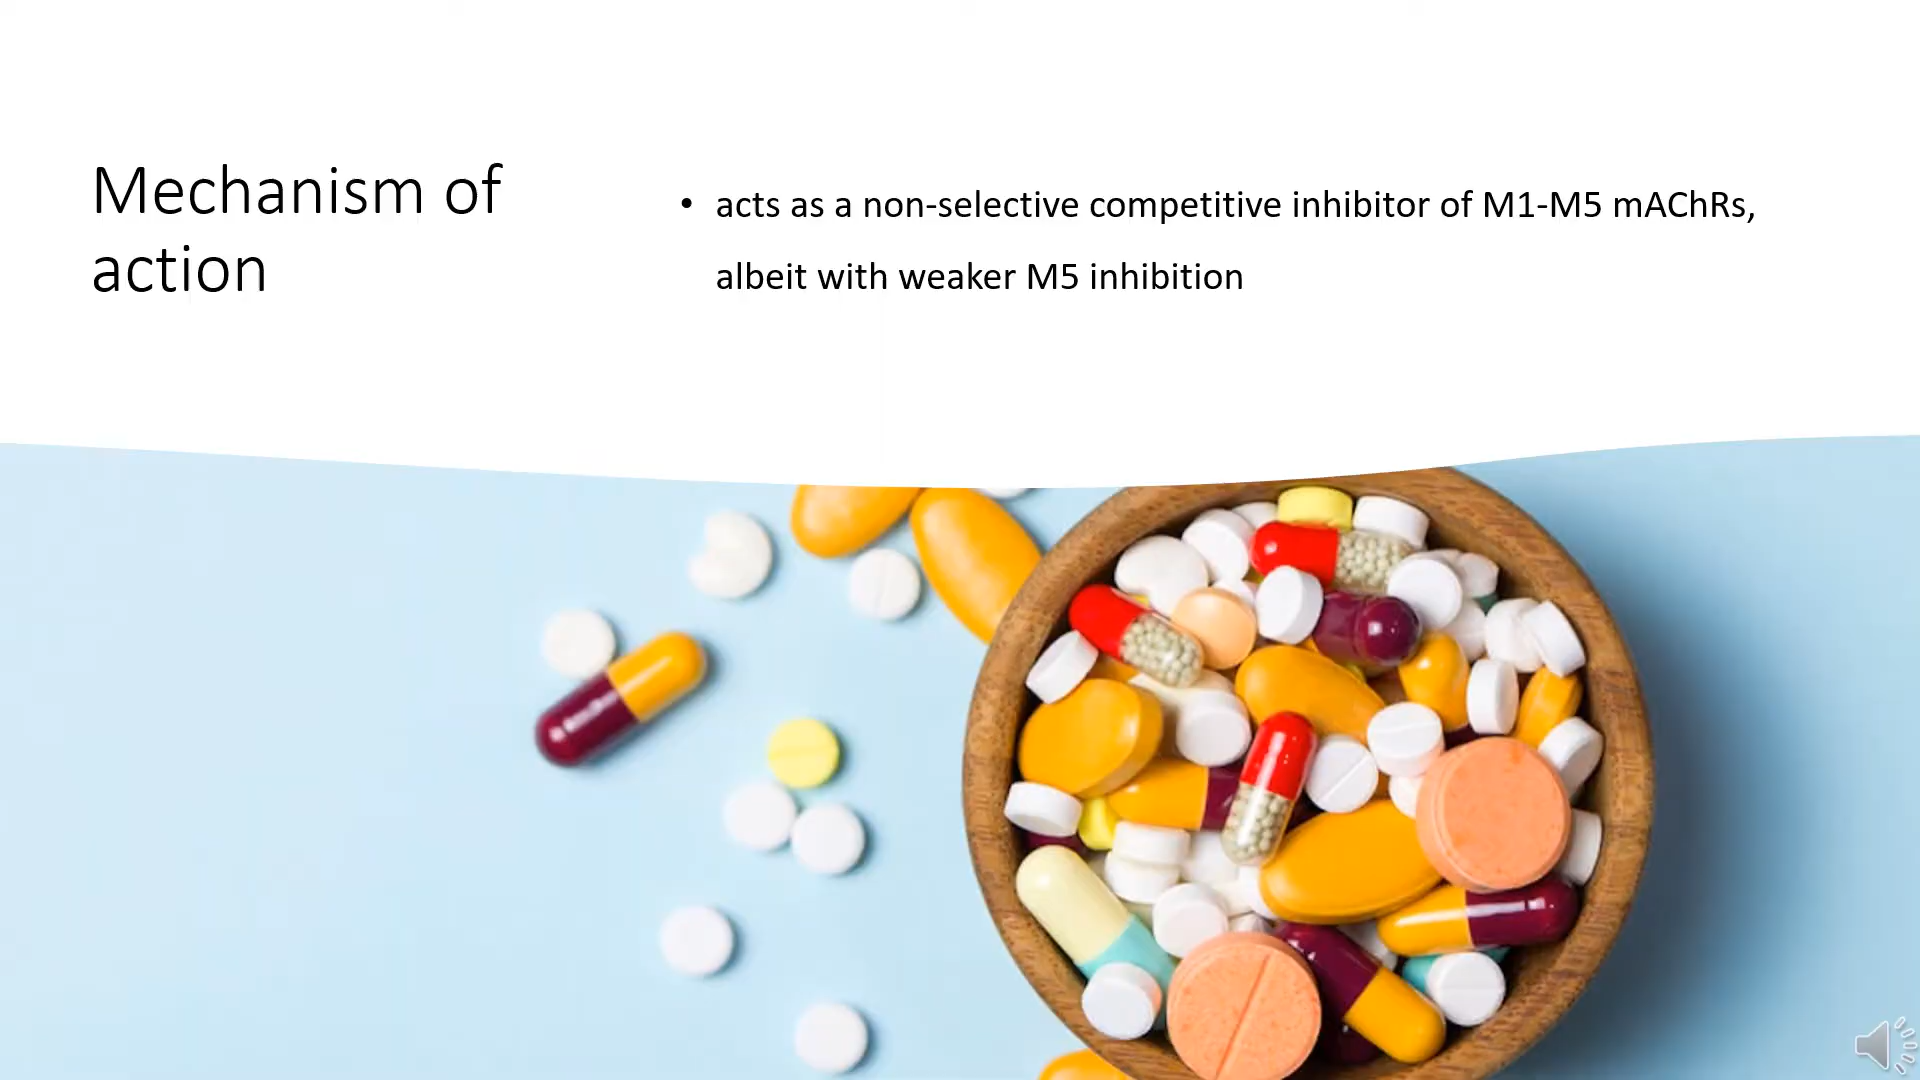 Mechanism of
action
• acts as a non-selective competitive inhibitor of M1-M5 mAChRs,
albeit with weaker M5 inhibition